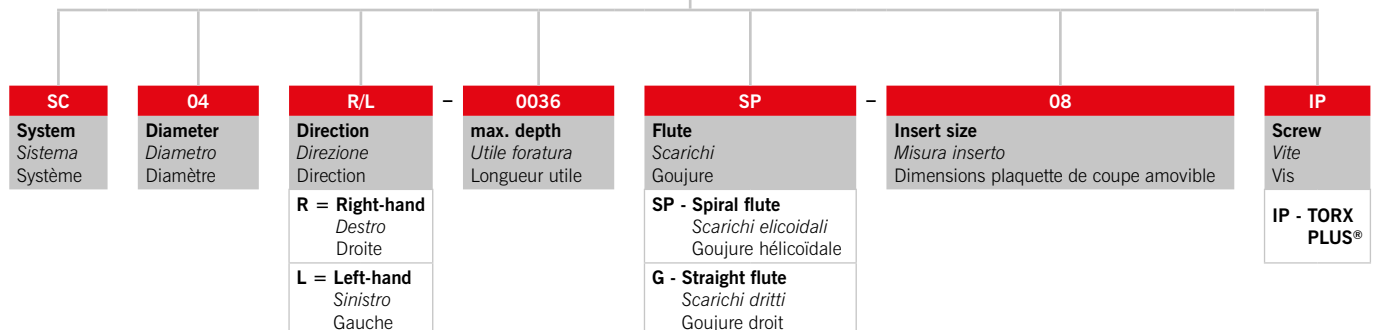 SC 04 R/L – 0036 SP – 08 IP
System
Sistema
Système
Diameter
Diametro
Diamètre
Direction
Direzione
Direction
R = Right-hand
Destro
Droite
L = Left-hand
Sinistro
Gauche
max. depth
Utile foratura
Longueur utile
Flute
Scarichi
Goujure
SP - Spiral flute
Scarichi elicoidali
Goujure hélicoïdale
G - Straight flute
Scarichi dritti
Goujure droit
Insert size
Misura inserto
Dimensions plaquette de coupe amovible
Screw
Vite
Vis
IP - TORX
PLUS®